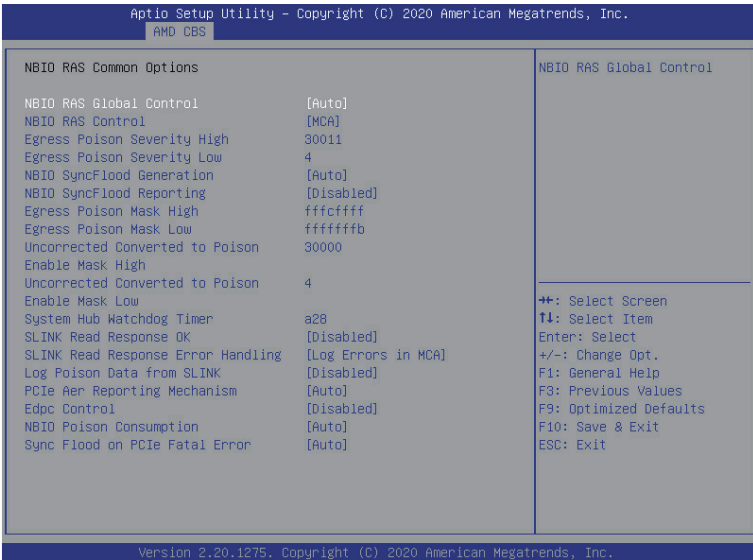 Aptio Setup Utility – Copyright (C) 2020 American Megatrends, Inc.
AMD CBS
NBIO RAS Common Options
NBIO RAS Global Control [Auto]
NBIO RAS Control [MCA]
Egress Poison Severity High 30011
Egress Poison Severity Low 4
NBIO SyncFlood Generation [Auto]
NBIO SyncFlood Reporting [Disabled]
Egress Poison Mask High fffcffff
Egress Poison Mask Low fffffffb
Uncorrected Converted to Poison 30000
Enable Mask High
Uncorrected Converted to Poison 4
Enable Mask Low
System Hub Watchdog Timer a28
SLINK Read Response OK [Disabled]
SLINK Read Response Error Handling [Log Errors in MCA]
Log Poison Data from SLINK [Disabled]
PCIe Aer Reporting Mechanism [Auto]
Edpc Control [Disabled]
NBIO Poison Consumption [Auto]
Sync Flood on PCIe Fatal Error [Auto]
NBIO RAS Global Control
→←: Select Screen
↑↓: Select Item
Enter: Select
+/-: Change Opt.
F1: General Help
F3: Previous Values
F9: Optimized Defaults
F10: Save & Exit
ESC: Exit
Version 2.20.1275. Copyright (C) 2020 American Megatrends, Inc.